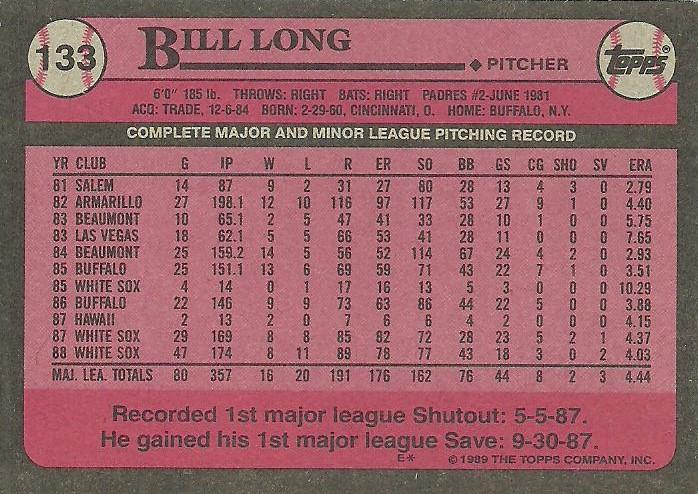 133
BILL LONG
PITCHER
TOPPS®
6'0" 185 lb. THROWS: RIGHT BATS: RIGHT PADRES #2-JUNE 1981
ACQ: TRADE, 12-6-84 BORN: 2-29-60, CINCINNATI, O. HOME: BUFFALO, N.Y.
COMPLETE MAJOR AND MINOR LEAGUE PITCHING RECORD
YR CLUB G IP W L R ER SO BB GS CG SHO SV ERA
81 SALEM 14 87 9 2 31 27 60 28 13 4 3 0 2.79
82 AMARILLO 27 198.1 12 10 116 97 117 53 27 9 1 0 4.40
83 BEAUMONT 10 65.1 2 5 47 41 33 28 10 1 0 0 5.75
83 LAS VEGAS 18 62.1 5 5 66 53 41 28 11 0 0 0 7.65
84 BEAUMONT 25 159.2 14 5 56 52 114 67 24 4 2 0 2.93
85 BUFFALO 25 151.1 13 6 69 59 71 43 22 7 1 0 3.51
85 WHITE SOX 4 14 0 1 17 16 13 5 3 0 0 0 10.29
86 BUFFALO 22 146 9 9 73 63 86 44 22 5 0 0 3.88
87 HAWAII 2 13 2 0 7 6 6 4 2 0 0 0 4.15
87 WHITE SOX 29 169 8 8 85 82 72 28 23 5 2 1 4.37
88 WHITE SOX 47 174 8 11 89 78 77 43 18 3 0 2 4.03
MAJ. LEA. TOTALS 80 357 16 20 191 176 162 76 44 8 2 3 4.44
Recorded 1st major league Shutout: 5-5-87.
He gained his 1st major league Save: 9-30-87.
E* ©1989 THE TOPPS COMPANY, INC.